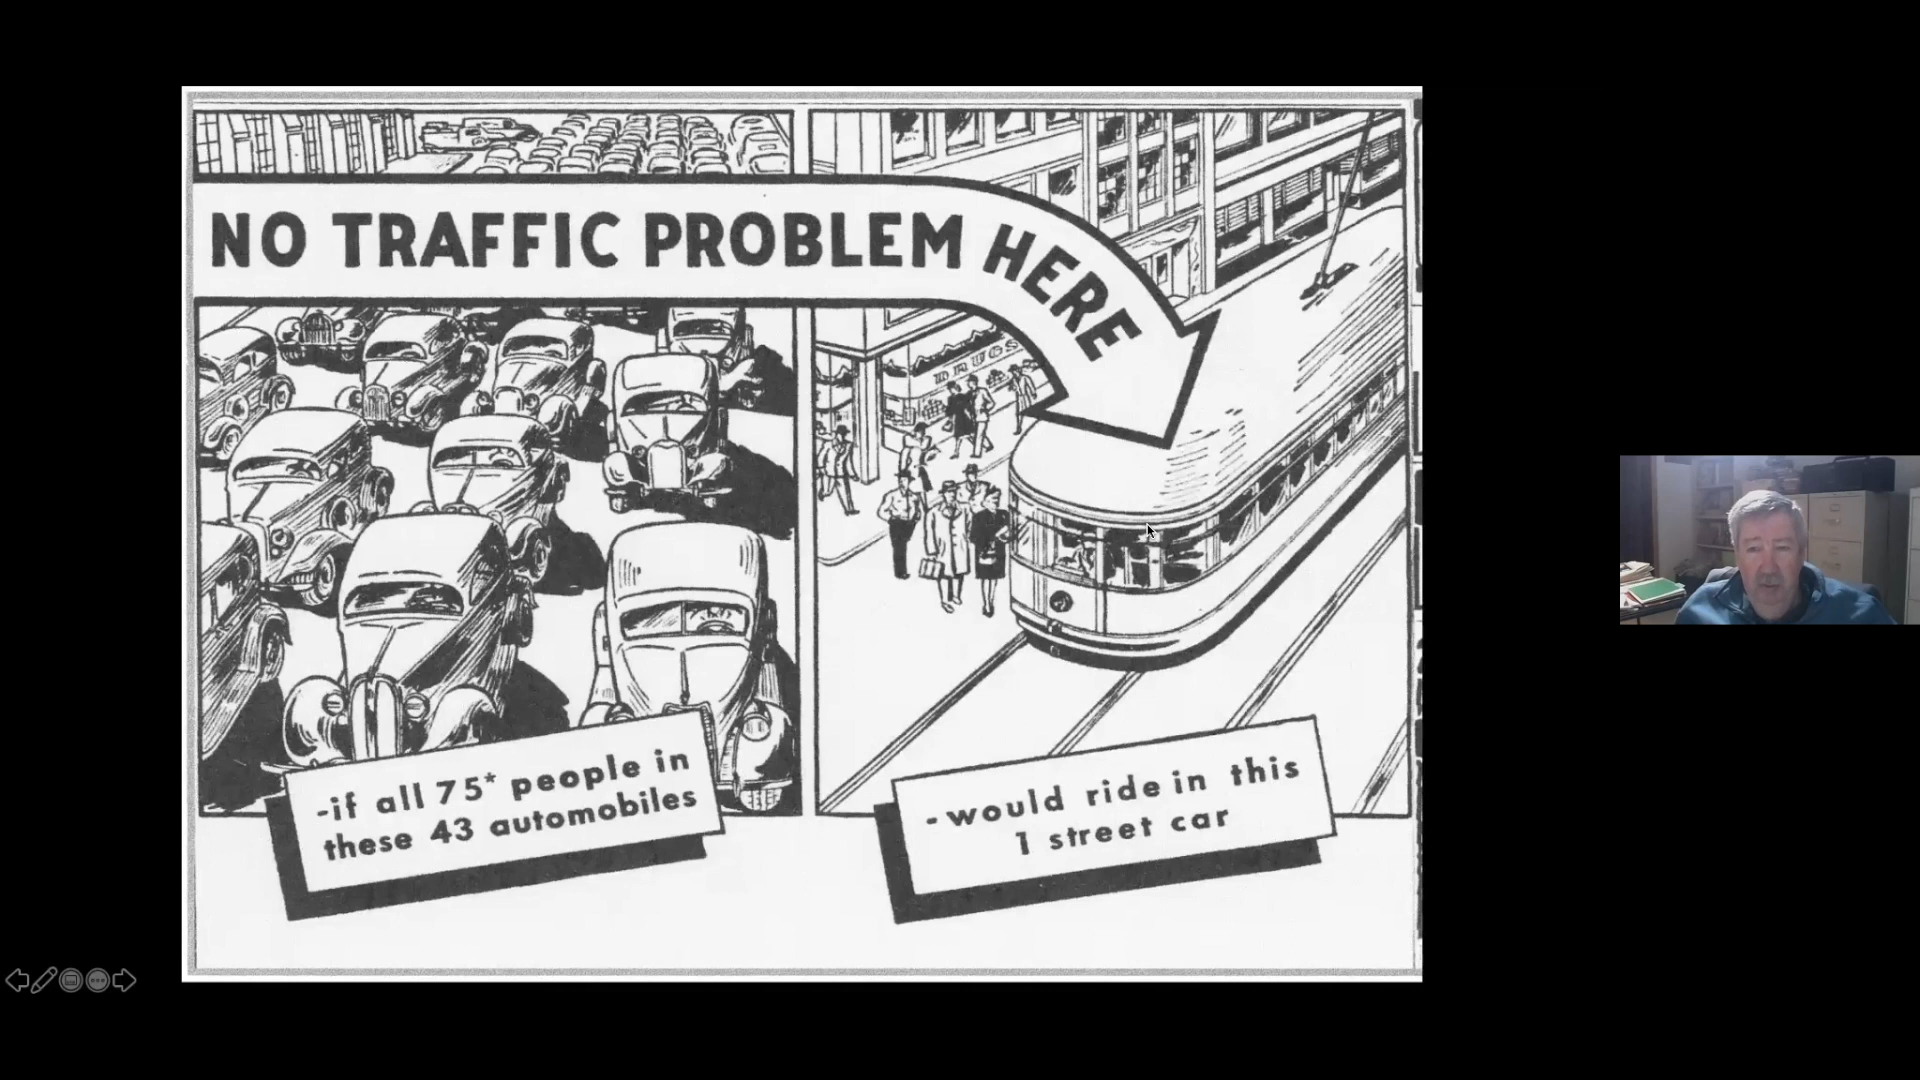 NO TRAFFIC PROBLEM HERE
DRUGS
-if all 75* people in
these 43 automobiles
-would ride in this
1 street car